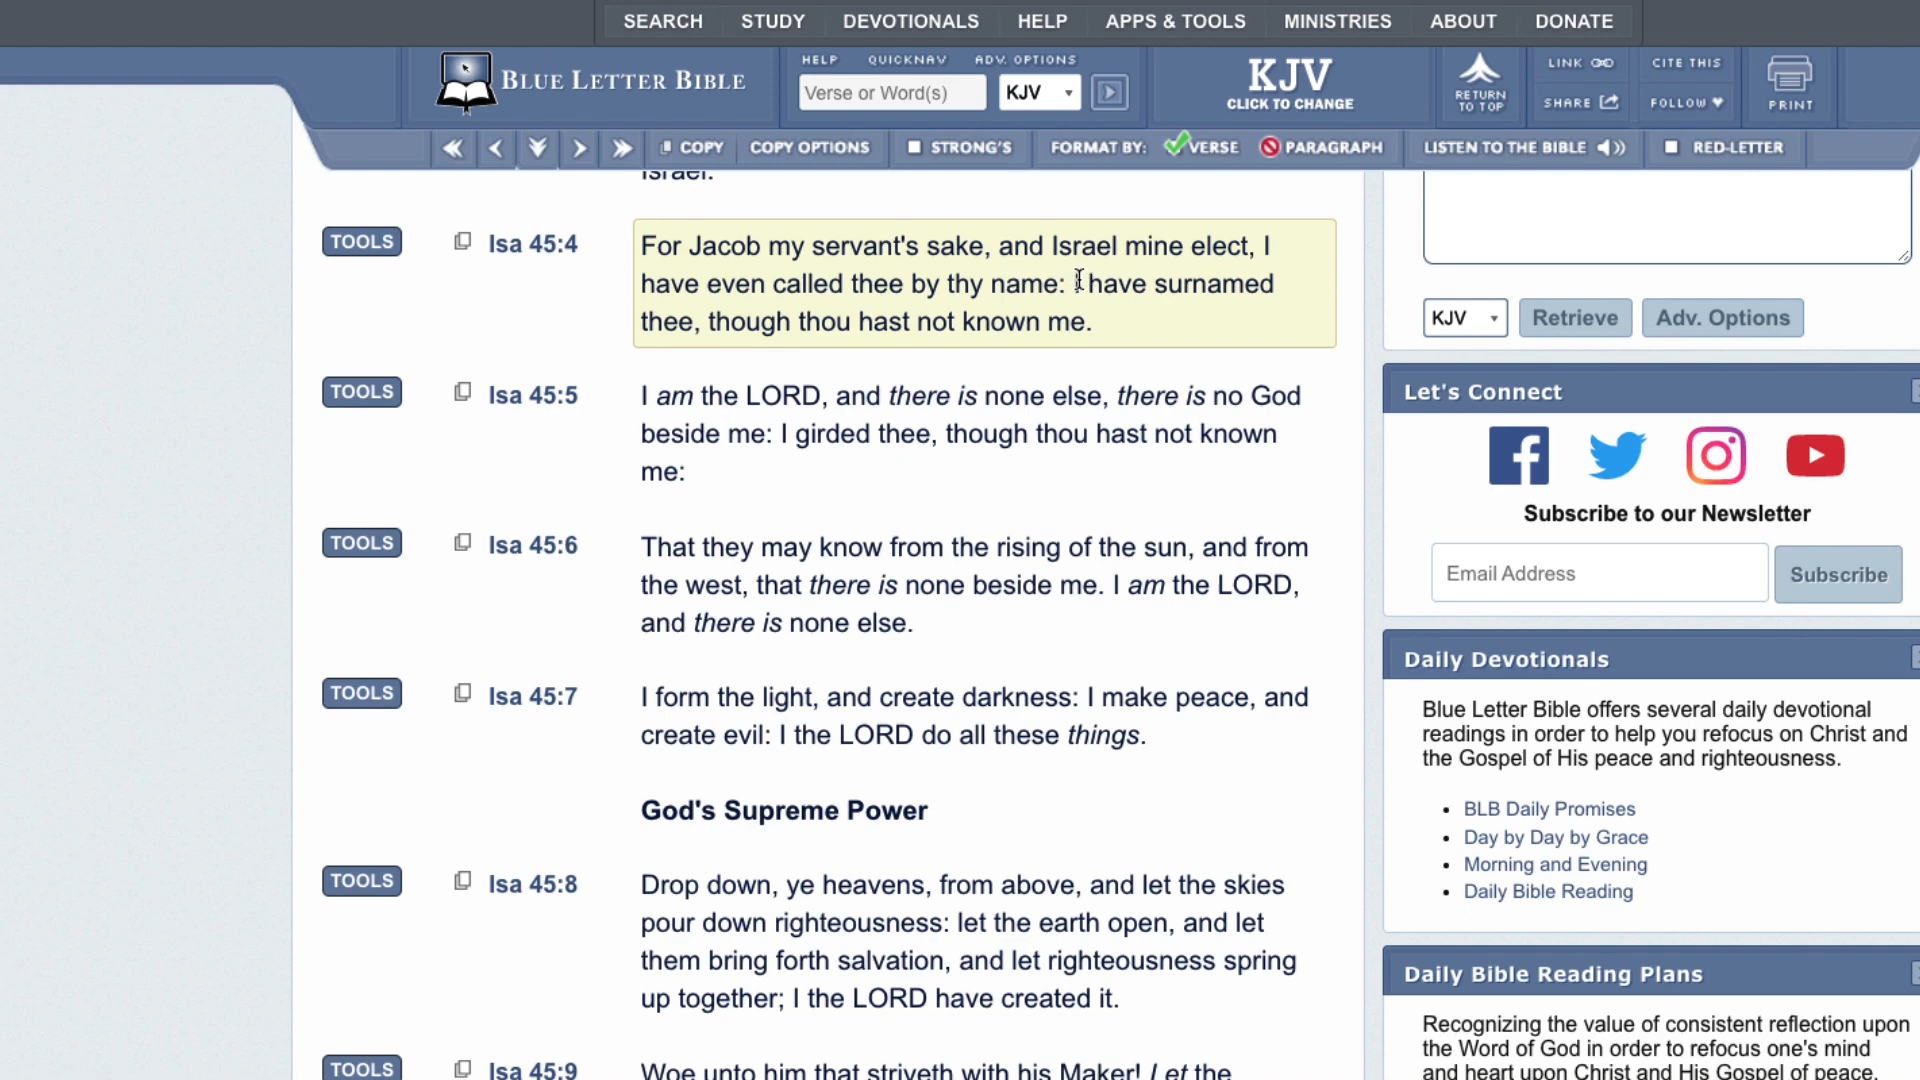 SEARCH STUDY DEVOTIONALS HELP APPS & TOOLS MINISTRIES ABOUT DONATE
BLUE LETTER BIBLE
HELP QUICKNAV ADV. OPTIONS
Verse or Word(s) KJV
KJV
CLICK TO CHANGE
RETURN
TO TOP
LINK
SHARE
CITE THIS
FOLLOW
PRINT
COPY COPY OPTIONS STRONG'S FORMAT BY: VERSE PARAGRAPH LISTEN TO THE BIBLE RED-LETTER
Israel.
TOOLS Isa 45:4
For Jacob my servant's sake, and Israel mine elect, I
have even called thee by thy name: I have surnamed
thee, though thou hast not known me.
TOOLS Isa 45:5
I am the LORD, and there is none else, there is no God
beside me: I girded thee, though thou hast not known
me:
TOOLS Isa 45:6
That they may know from the rising of the sun, and from
the west, that there is none beside me. I am the LORD,
and there is none else.
TOOLS Isa 45:7
I form the light, and create darkness: I make peace, and
create evil: I the LORD do all these things.
God's Supreme Power
TOOLS Isa 45:8
Drop down, ye heavens, from above, and let the skies
pour down righteousness: let the earth open, and let
them bring forth salvation, and let righteousness spring
up together; I the LORD have created it.
TOOLS Isa 45:9
Woe unto him that striveth with his Maker! Let the
KJV Retrieve Adv. Options
Let's Connect
Subscribe to our Newsletter
Email Address Subscribe
Daily Devotionals
Blue Letter Bible offers several daily devotional
readings in order to help you refocus on Christ and
the Gospel of His peace and righteousness.
• BLB Daily Promises
• Day by Day by Grace
• Morning and Evening
• Daily Bible Reading
Daily Bible Reading Plans
Recognizing the value of consistent reflection upon
the Word of God in order to refocus one's mind
and heart upon Christ and His Gospel of peace,